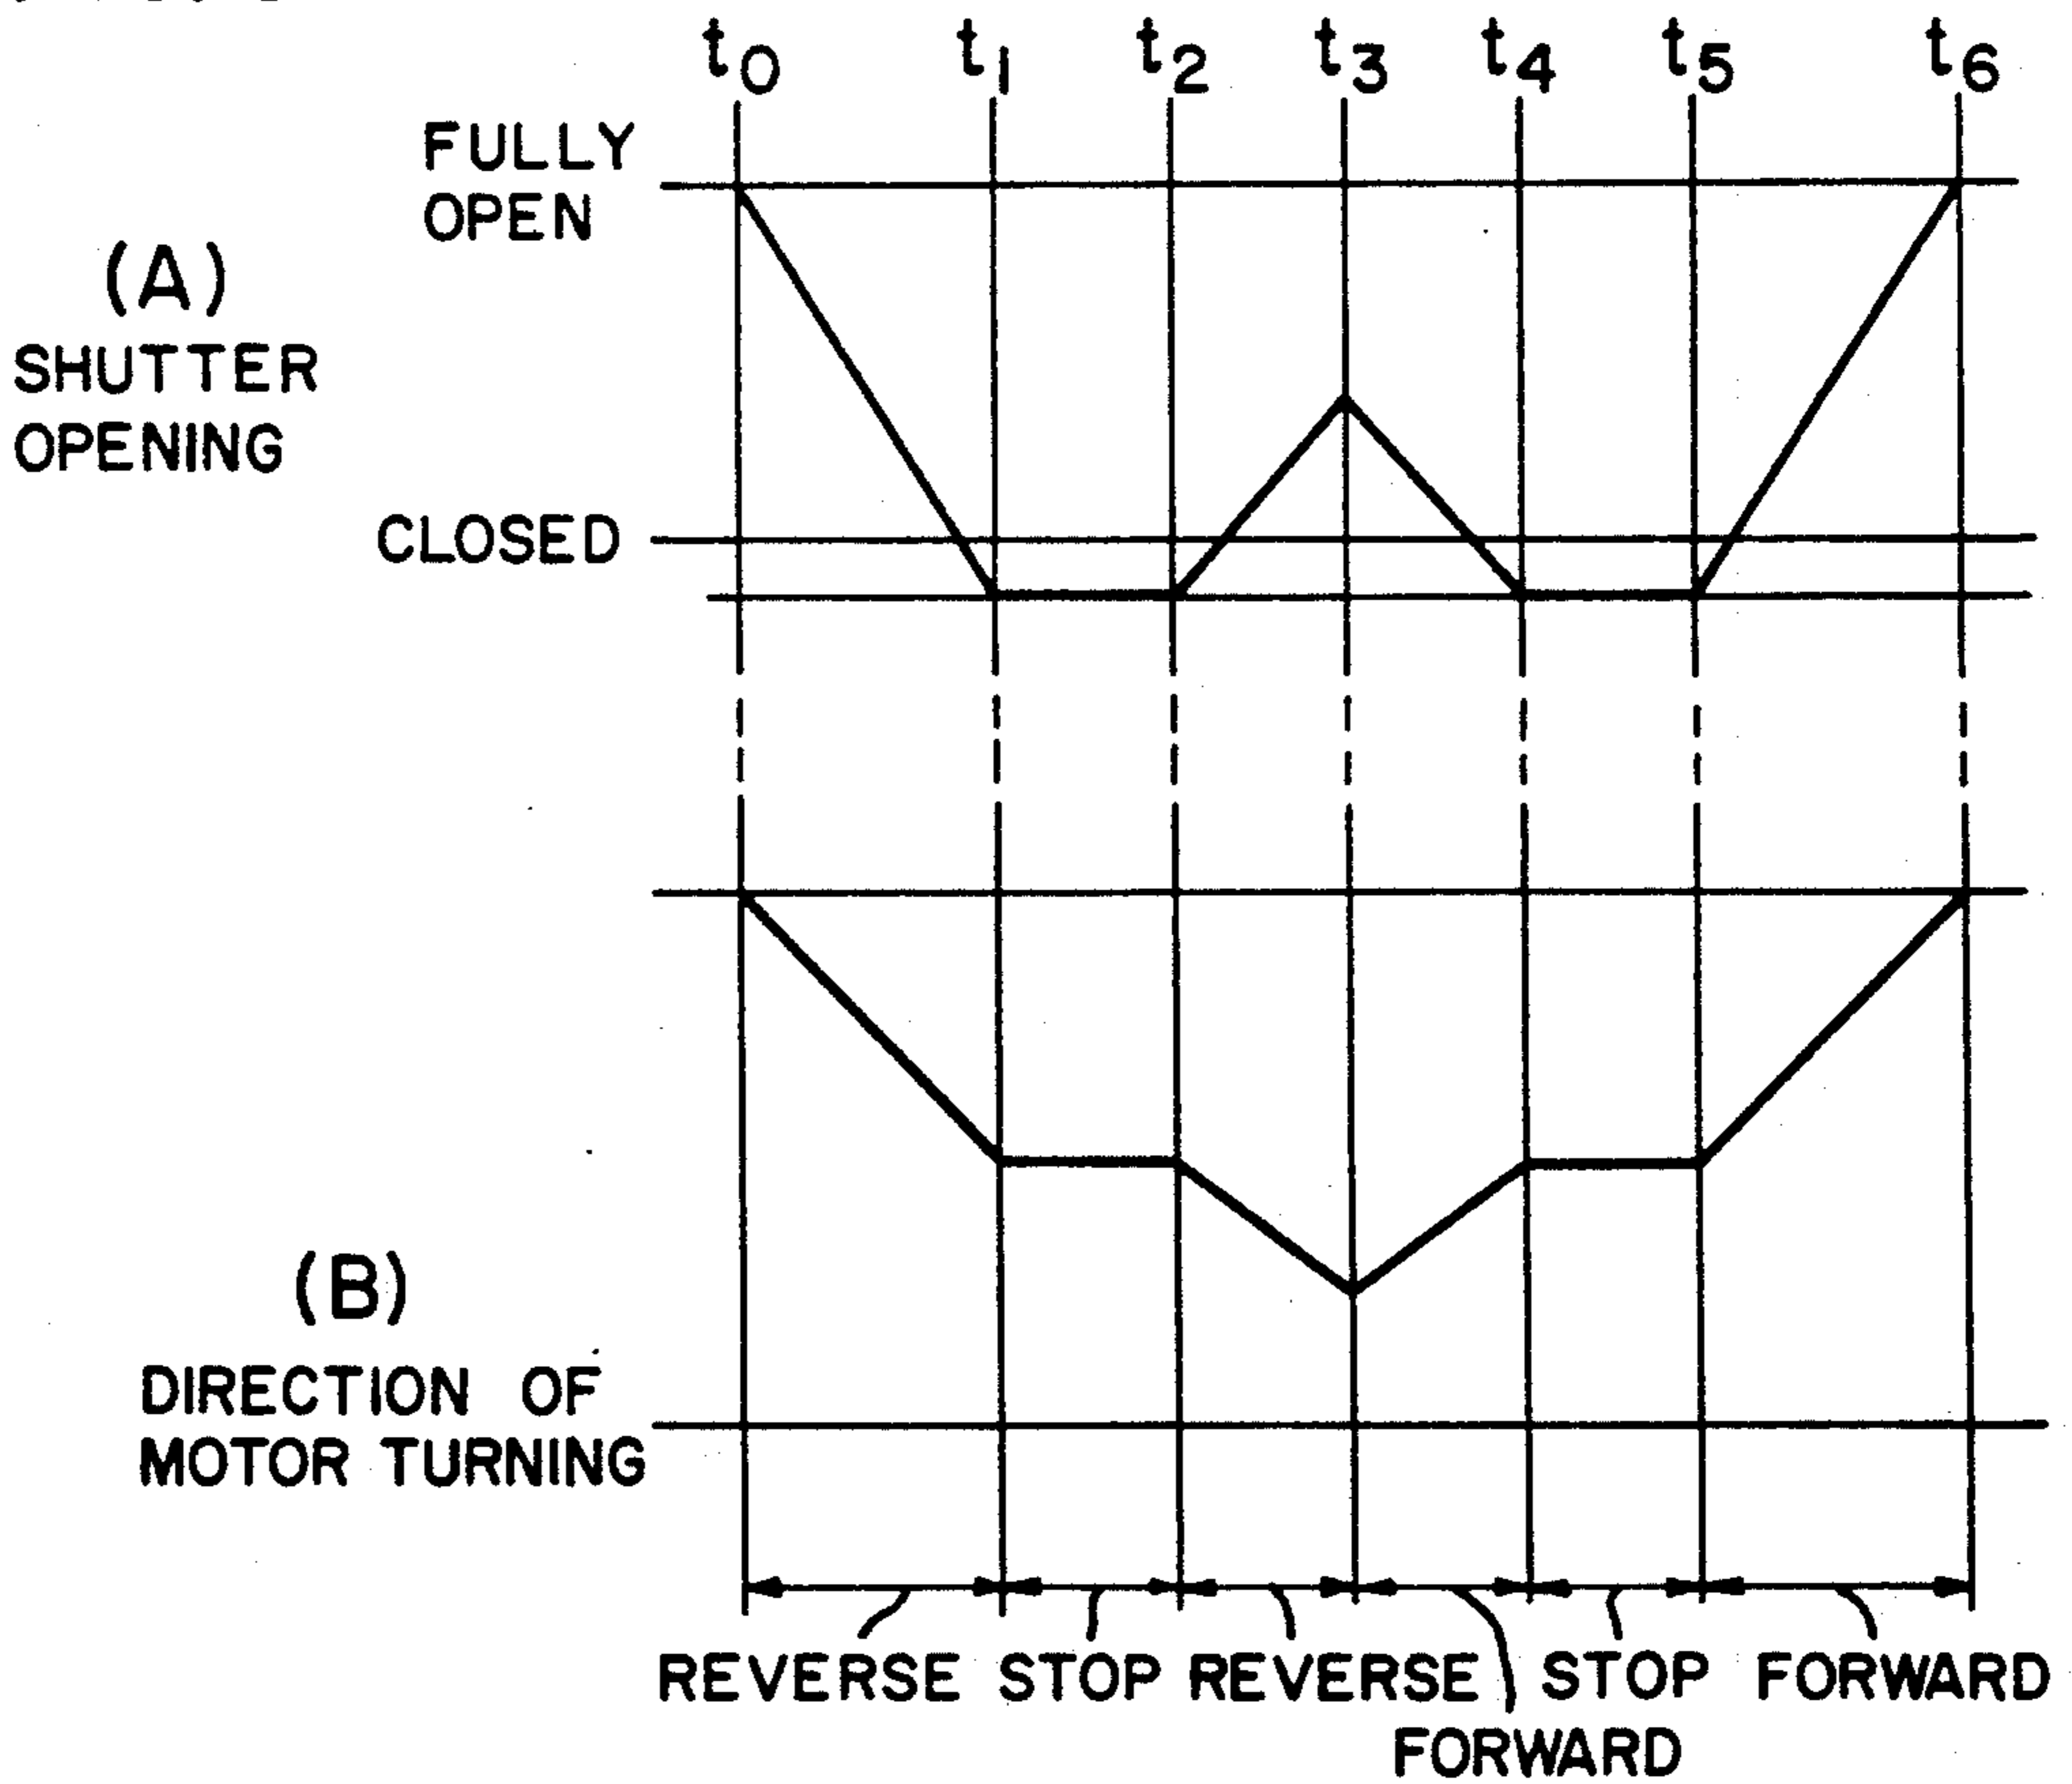 t0 t1 t2 t3 t4 t5 t6
FULLY
OPEN
(A)
SHUTTER
OPENING
CLOSED
(B)
DIRECTION OF
MOTOR TURNING
REVERSE STOP REVERSE STOP FORWARD
FORWARD